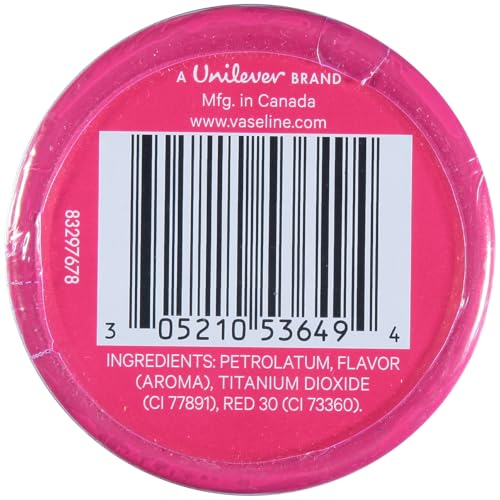 A Unilever BRAND
Mfg. in Canada
www.vaseline.com
83297678
3 05210 53649 4
INGREDIENTS: PETROLATUM, FLAVOR
(AROMA), TITANIUM DIOXIDE
(CI 77891), RED 30 (CI 73360).